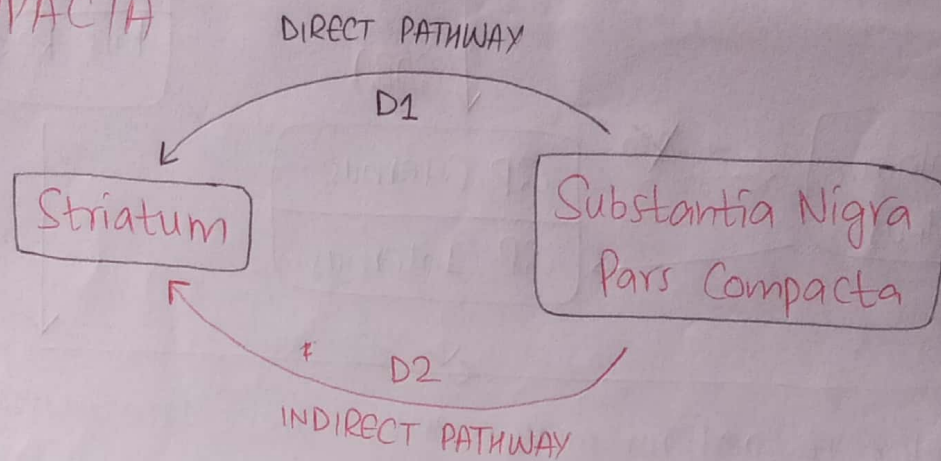 DIRECT PATHWAY
D1
Striatum
Substantia Nigra
Pars Compacta
D2
INDIRECT PATHWAY